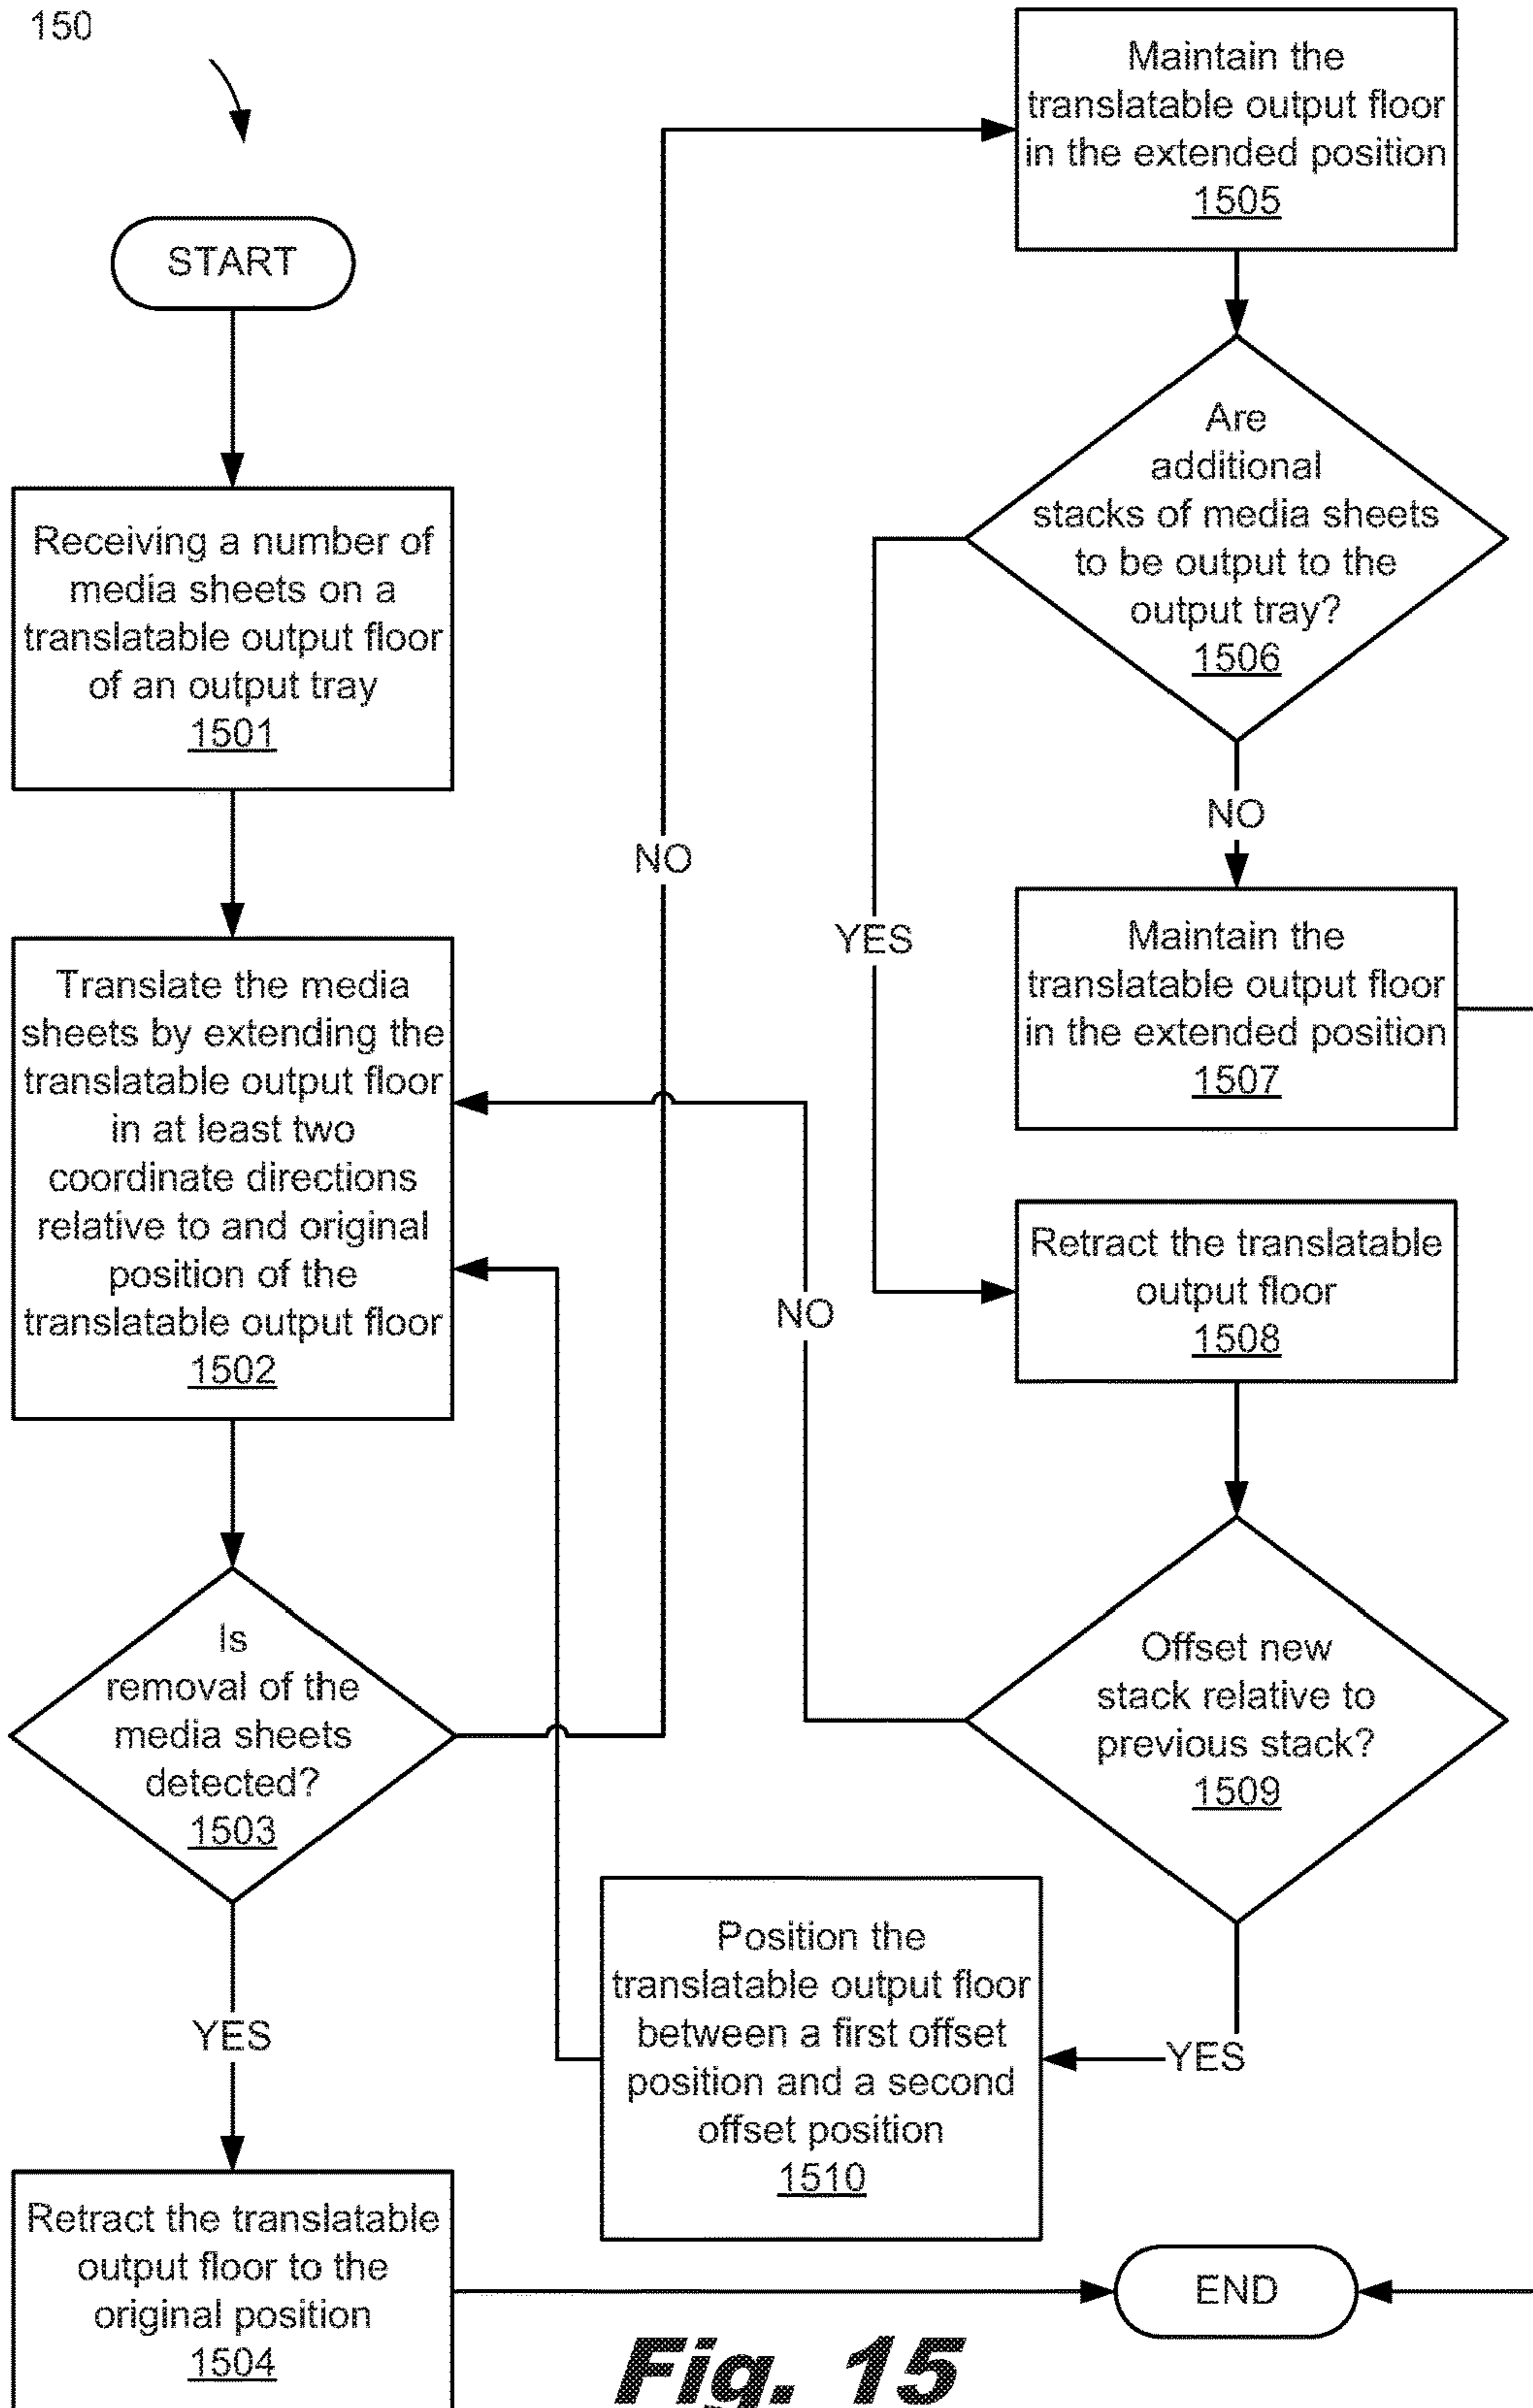 150
START
Receiving a number of
media sheets on a
translatable output floor
of an output tray
1501
Translate the media
sheets by extending the
translatable output floor
in at least two
coordinate directions
relative to and original
position of the
translatable output floor
1502
Is
removal of the
media sheets
detected?
1503
YES
NO
Retract the translatable
output floor to the
original position
1504
Maintain the
translatable output floor
in the extended position
1505
Are
additional
stacks of media sheets
to be output to the
output tray?
1506
NO
YES
Maintain the
translatable output floor
in the extended position
1507
Retract the translatable
output floor
1508
Offset new
stack relative to
previous stack?
1509
NO
YES
Position the
translatable output floor
between a first offset
position and a second
offset position
1510
END
Fig. 15